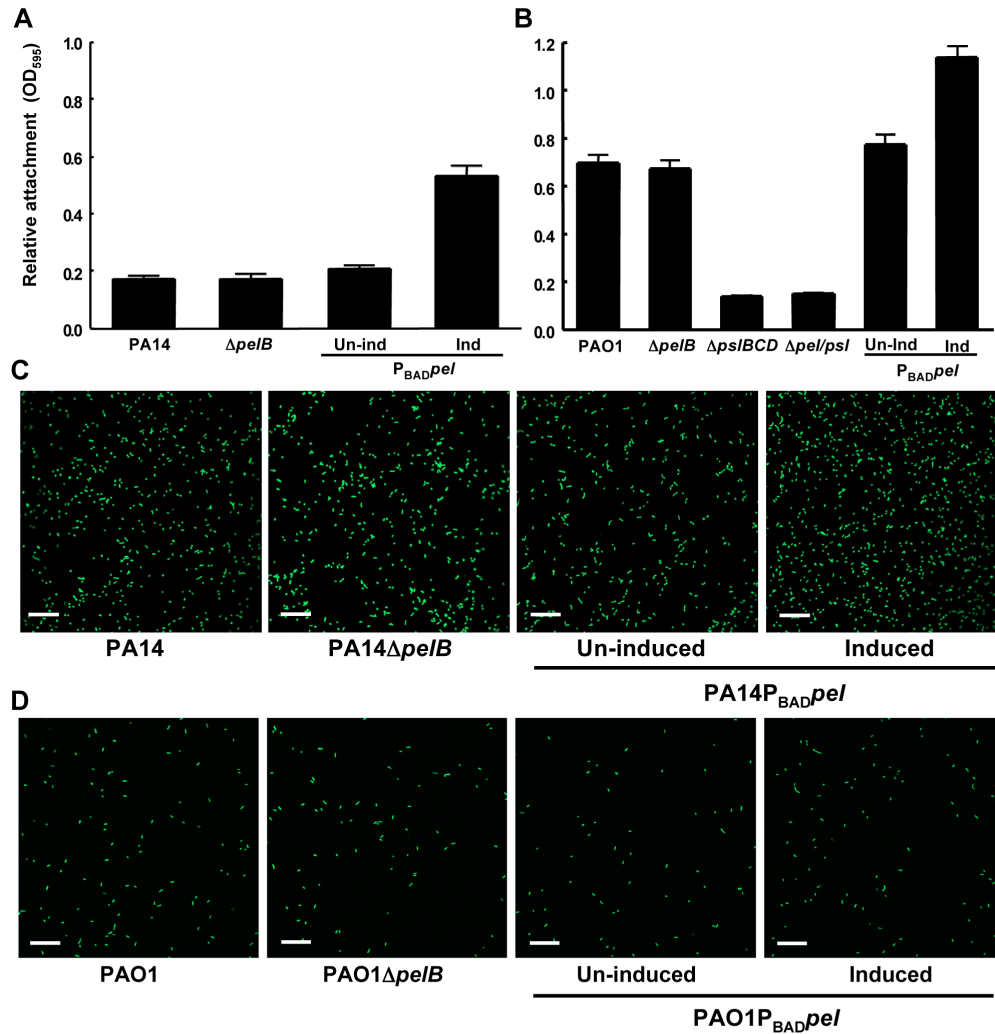 A
Relative attachment (OD595)
1.0
0.8
0.6
0.4
0.2
0.0
PA14
ΔpelB
Un-ind
Ind
PBADpel
B
1.2
1.0
0.8
0.6
0.4
0.2
0.0
PAO1
ΔpelB
ΔpslBCD
Δpel/psl
Un-Ind
Ind
PBADpel
C
PA14
PA14ΔpelB
Un-induced
Induced
PA14PBADpel
D
PAO1
PAO1ΔpelB
Un-induced
Induced
PAO1PBADpel